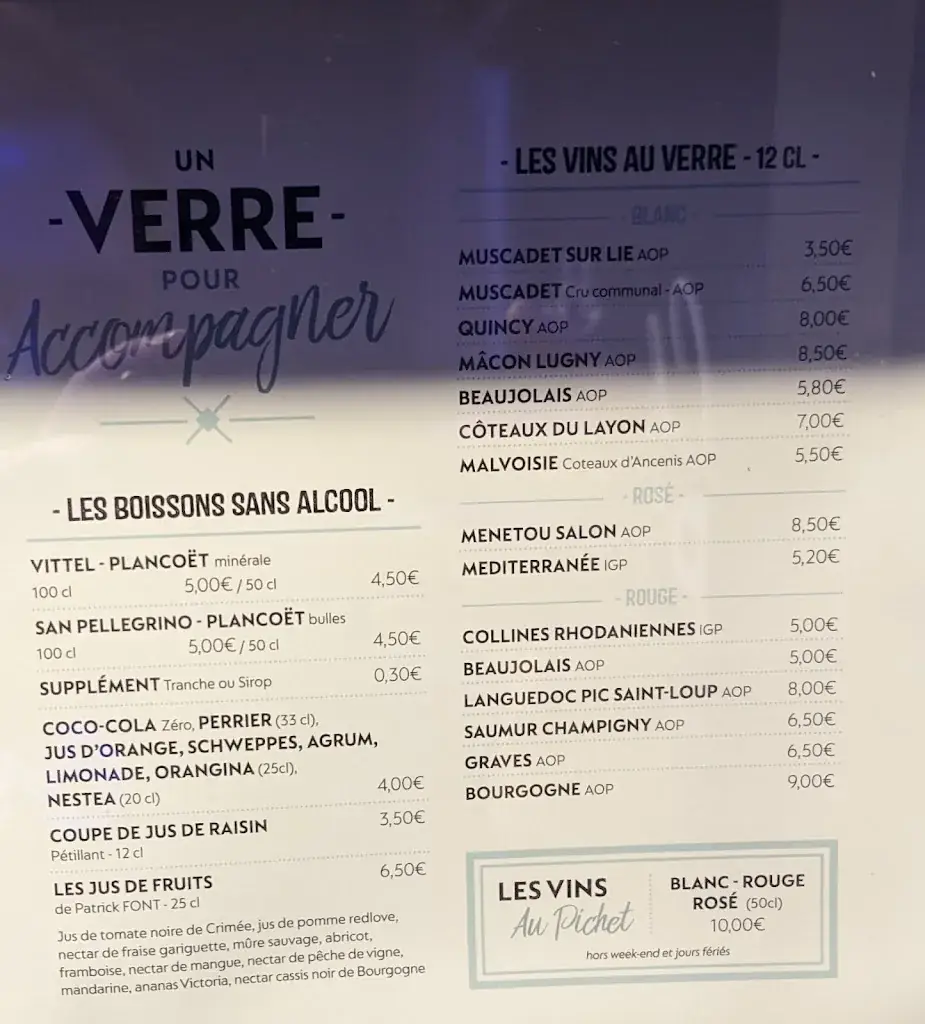 UN
- VERRE -
POUR
Accompagner
- LES BOISSONS SANS ALCOOL -
VITTEL - PLANCOËT minérale
100 cl 5,00€ / 50 cl 4,50€
SAN PELLEGRINO - PLANCOËT bulles
100 cl 5,00€ / 50 cl 4,50€
SUPPLÉMENT Tranche ou Sirop 0,30€
COCO-COLA Zéro, PERRIER (33 cl),
JUS D'ORANGE, SCHWEPPES, AGRUM,
LIMONADE, ORANGINA (25cl),
NESTEA (20 cl) 4,00€
COUPE DE JUS DE RAISIN 3,50€
Pétillant - 12 cl
LES JUS DE FRUITS 6,50€
de Patrick FONT - 25 cl
Jus de tomate noire de Crimée, jus de pomme redlove,
nectar de fraise gariguette, mûre sauvage, abricot,
framboise, nectar de mangue, nectar de pêche de vigne,
mandarine, ananas Victoria, nectar cassis noir de Bourgogne
- LES VINS AU VERRE - 12 CL -
- BLANC -
MUSCADET SUR LIE AOP 3,50€
MUSCADET Cru communal - AOP 6,50€
QUINCY AOP 8,00€
MÂCON LUGNY AOP 8,50€
BEAUJOLAIS AOP 5,80€
CÔTEAUX DU LAYON AOP 7,00€
MALVOISIE Coteaux d'Ancenis AOP 5,50€
- ROSÉ -
MENETOU SALON AOP 8,50€
MEDITERRANÉE IGP 5,20€
- ROUGE -
COLLINES RHODANIENNES IGP 5,00€
BEAUJOLAIS AOP 5,00€
LANGUEDOC PIC SAINT-LOUP AOP 8,00€
SAUMUR CHAMPIGNY AOP 6,50€
GRAVES AOP 6,50€
BOURGOGNE AOP 9,00€
LES VINS
Au Pichet
BLANC - ROUGE
ROSÉ (50cl)
10,00€
hors week-end et jours fériés